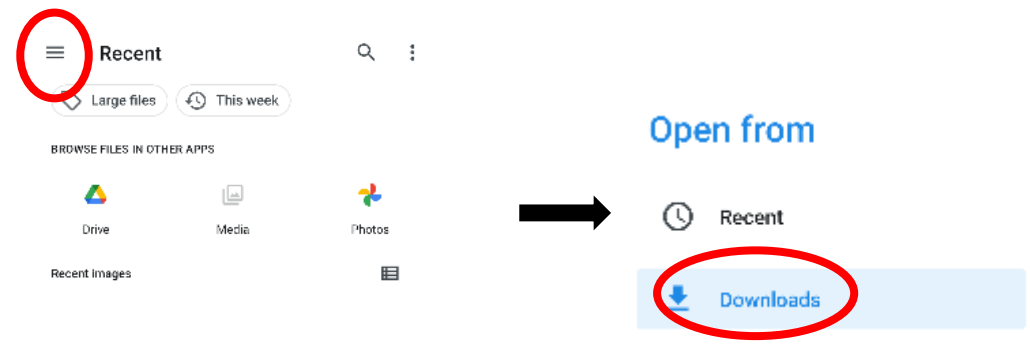 Recent
Large files
This week
BROWSE FILES IN OTHER APPS
Drive
Media
Photos
Recent images
Open from
Recent
Downloads